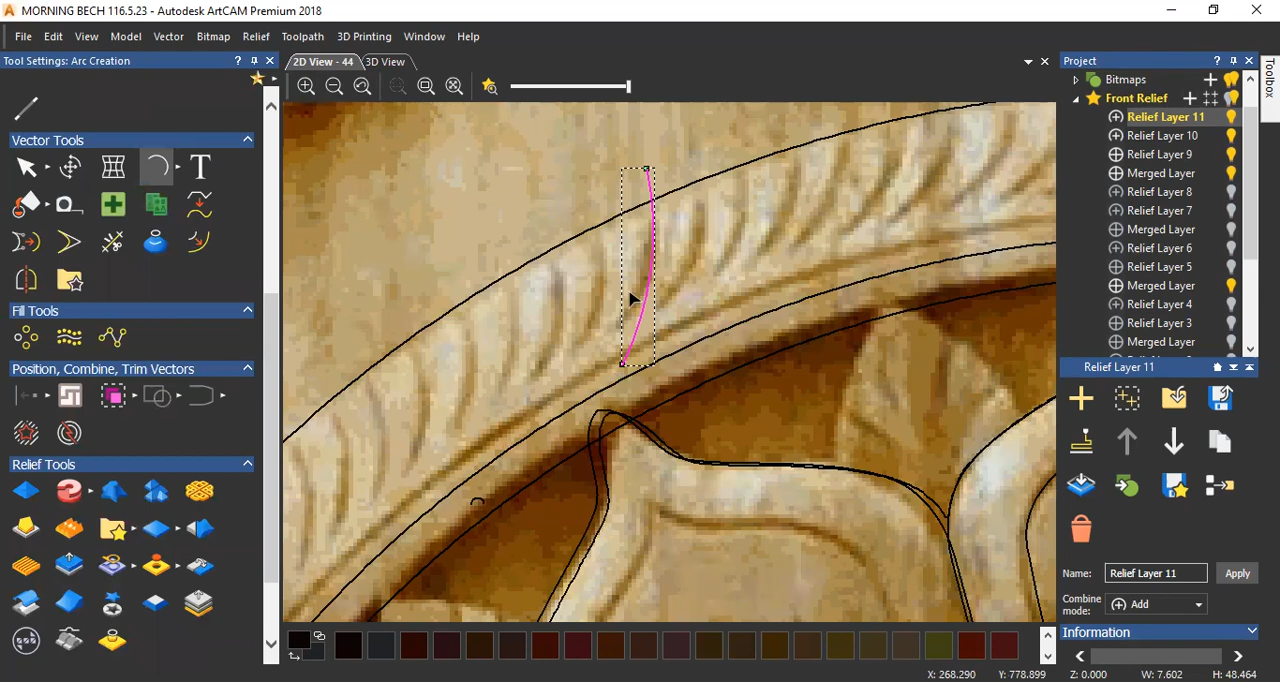 MORNING BECH 116.5.23 - Autodesk ArtCAM Premium 2018
File Edit View Model Vector Bitmap Relief Toolpath 3D Printing Window Help
Tool Settings: Arc Creation
2D View - 44 3D View
Project
Toolbox
Bitmaps
Front Relief
Relief Layer 11
Relief Layer 10
Relief Layer 9
Merged Layer
Relief Layer 8
Relief Layer 7
Merged Layer
Relief Layer 6
Relief Layer 5
Merged Layer
Relief Layer 4
Relief Layer 3
Merged Layer
Vector Tools
Fill Tools
Position, Combine, Trim Vectors
Relief Tools
Relief Layer 11
Name: Relief Layer 11 Apply
Combine mode: Add
Information
X: 268.290 Y: 778.899 Z: 0.000 W: 7.602 H: 48.464